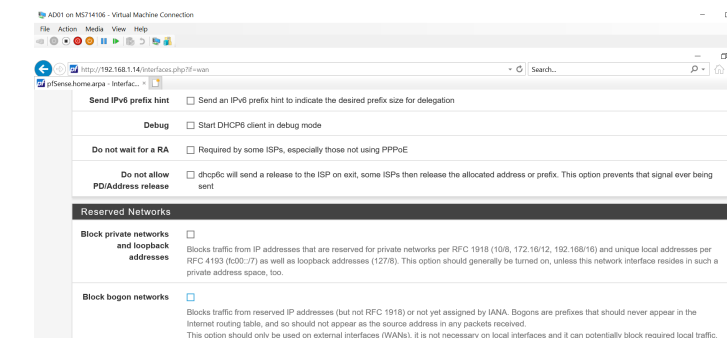 AD01 on MS714106 - Virtual Machine Connection
File Action Media View Help
http://192.168.1.14/interfaces.php?if=wan
Search...
pfSense.home.arpa - Interfac...
Send IPv6 prefix hint
Send an IPv6 prefix hint to indicate the desired prefix size for delegation
Debug
Start DHCP6 client in debug mode
Do not wait for a RA
Required by some ISPs, especially those not using PPPoE
Do not allow
PD/Address release
dhcp6c will send a release to the ISP on exit, some ISPs then release the allocated address or prefix. This option prevents that signal ever being
sent
Reserved Networks
Block private networks
and loopback
addresses
Blocks traffic from IP addresses that are reserved for private networks per RFC 1918 (10/8, 172.16/12, 192.168/16) and unique local addresses per
RFC 4193 (fc00::/7) as well as loopback addresses (127/8). This option should generally be turned on, unless this network interface resides in such a
private address space, too.
Block bogon networks
Blocks traffic from reserved IP addresses (but not RFC 1918) or not yet assigned by IANA. Bogons are prefixes that should never appear in the
Internet routing table, and so should not appear as the source address in any packets received.
This option should only be used on external interfaces (WANs), it is not necessary on local interfaces and it can potentially block required local traffic.